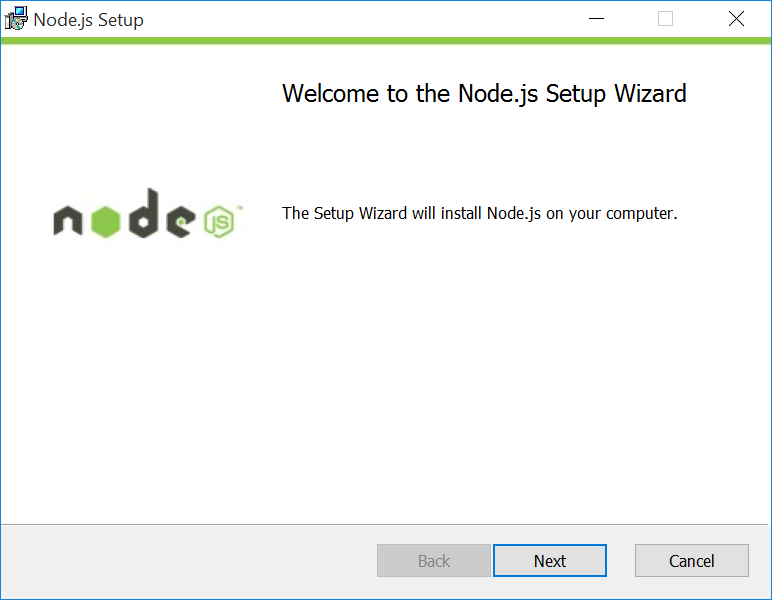 Node.js Setup
Welcome to the Node.js Setup Wizard
node JS™
The Setup Wizard will install Node.js on your computer.
Back
Next
Cancel